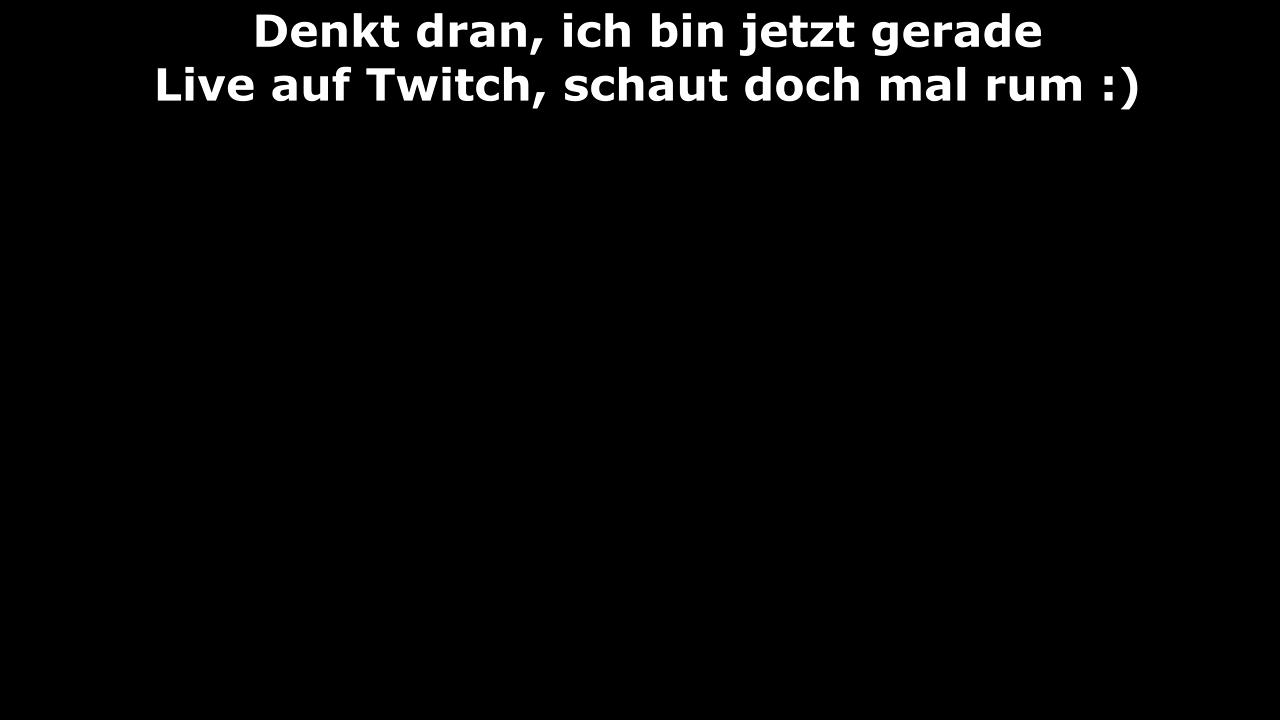 Denkt dran, ich bin jetzt gerade
Live auf Twitch, schaut doch mal rum :)